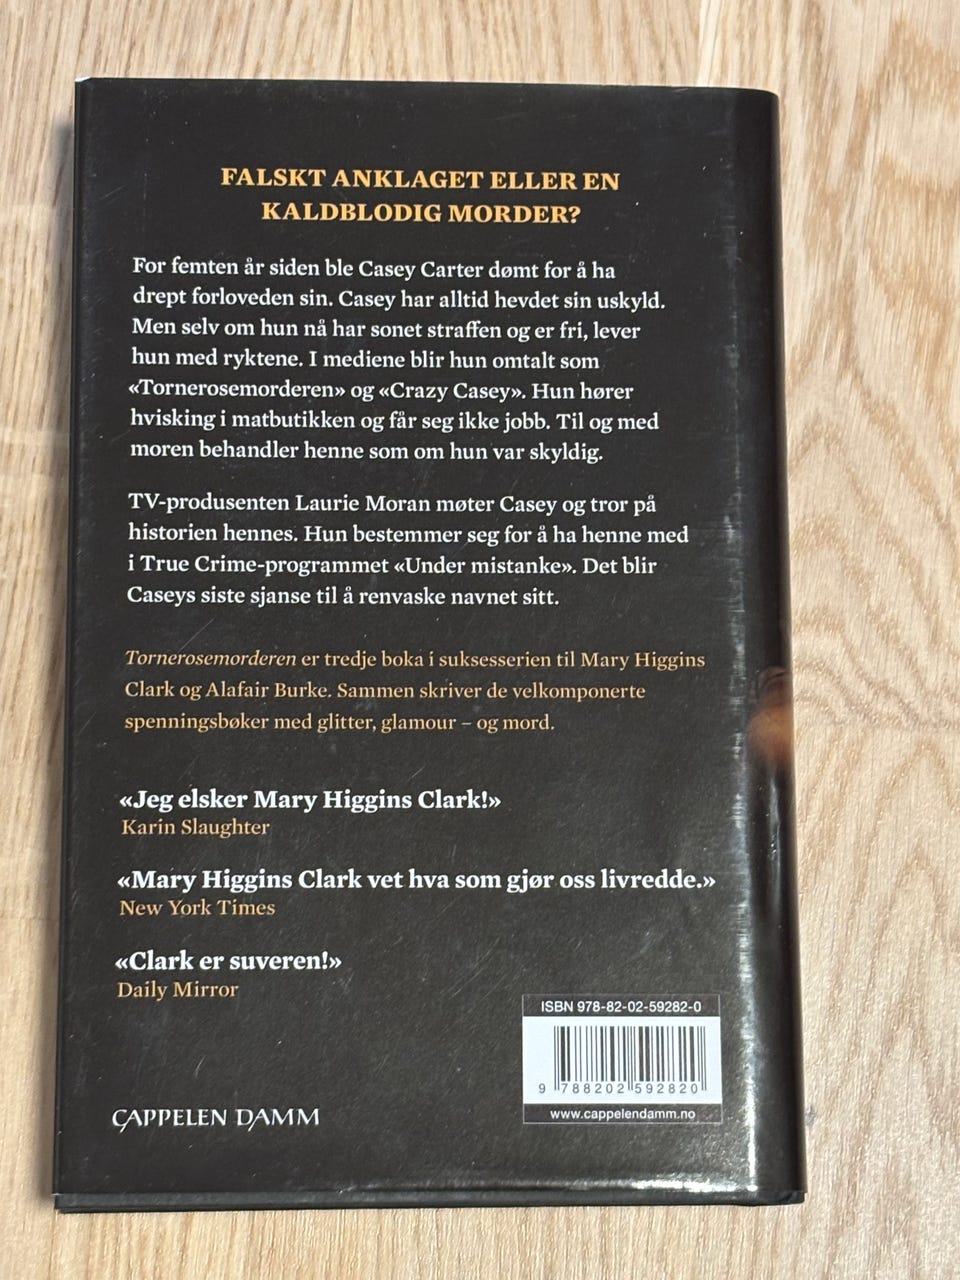 FALSKT ANKLAGET ELLER EN
KALDBLODIG MORDER?
For femten år siden ble Casey Carter dømt for å ha
drept forloveden sin. Casey har alltid hevdet sin uskyld.
Men selv om hun nå har sonet straffen og er fri, lever
hun med ryktene. I mediene blir hun omtalt som
«Tornerosemorderen» og «Crazy Casey». Hun hører
hvisking i matbutikken og får seg ikke jobb. Til og med
moren behandler henne som om hun var skyldig.
TV-produsenten Laurie Moran møter Casey og tror på
historien hennes. Hun bestemmer seg for å ha henne med
i True Crime-programmet «Under mistanke». Det blir
Caseys siste sjanse til å renvaske navnet sitt.
Tornerosemorderen er tredje boka i suksesserien til Mary Higgins
Clark og Alafair Burke. Sammen skriver de velkomponerte
spenningsbøker med glitter, glamour – og mord.
«Jeg elsker Mary Higgins Clark!»
Karin Slaughter
«Mary Higgins Clark vet hva som gjør oss livredde.»
New York Times
«Clark er suveren!»
Daily Mirror
ISBN 978-82-02-59282-0
9 788202 592820
www.cappelendamm.no
CAPPELEN DAMM